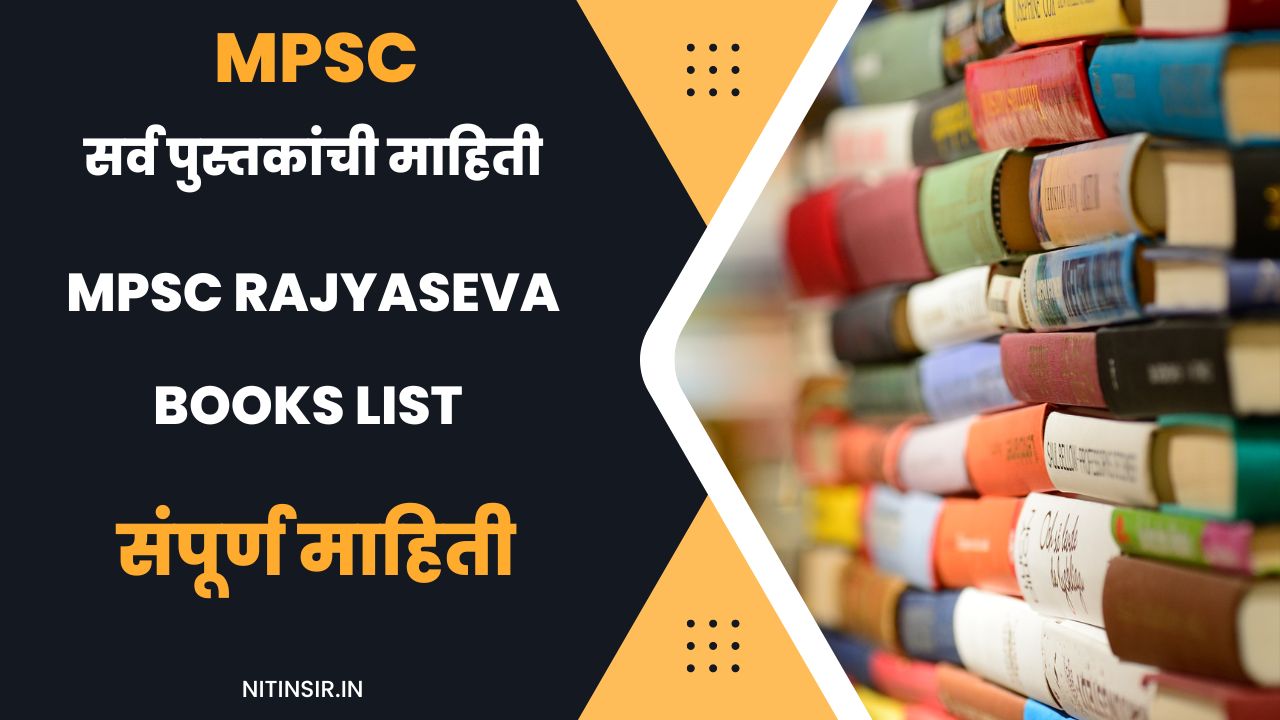 MPSC
सर्व पुस्तकांची माहिती
MPSC RAJYASEVA
BOOKS LIST
संपूर्ण माहिती
NITINSIR.IN